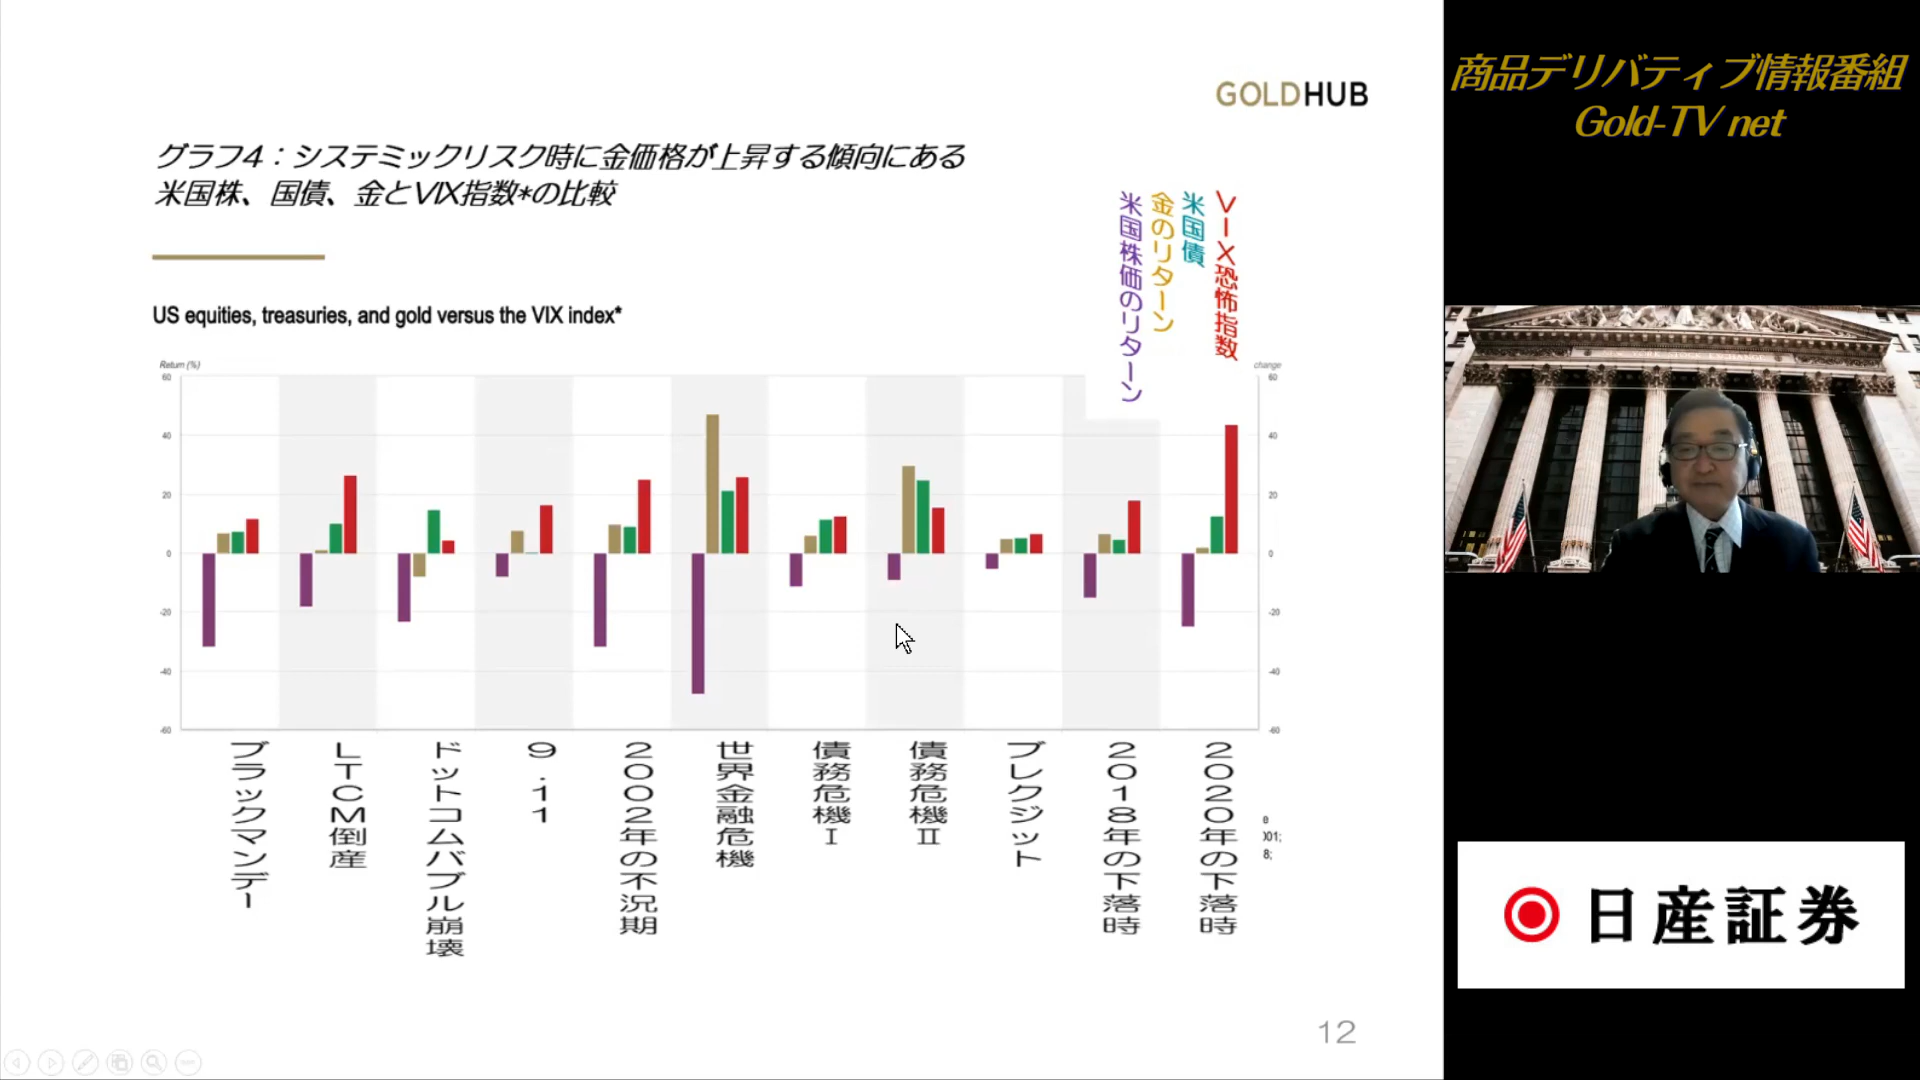 GOLDHUB
グラフ4：システミックリスク時に金価格が上昇する傾向にある
米国株、国債、金とVIX指数*の比較
US equities, treasuries, and gold versus the VIX index*
VIX恐怖指数
米国債
金のリターン
米国株価のリターン
Return (%)
change
60
40
20
0
-20
-40
-60
60
40
20
0
-20
-40
-60
ブラックマンデー
LTCM倒産
ドットコムバブル崩壊
9.11
2002年の不況期
世界金融危機
債務危機Ⅰ
債務危機Ⅱ
ブレクジット
2018年の下落時
2020年の下落時
e
001;
8;
12
商品デリバティブ情報番組
Gold-TV net
日産証券